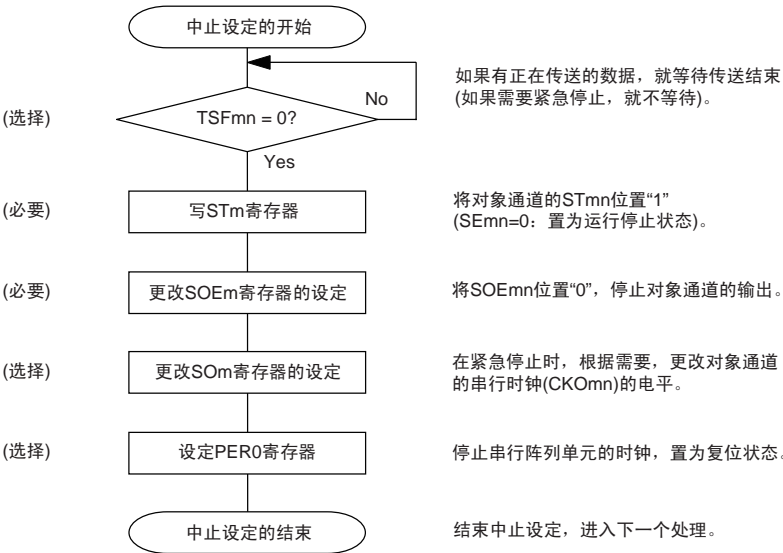 中止设定的开始
如果有正在传送的数据，就等待传送结束
(如果需要紧急停止，就不等待)。
(选择)
TSFmn = 0?
No
Yes
(必要)
写STm寄存器
将对象通道的STmn位置“1”
(SEmn=0：置为运行停止状态)。
(必要)
更改SOEm寄存器的设定
将SOEmn位置“0”，停止对象通道的输出。
(选择)
更改SOm寄存器的设定
在紧急停止时，根据需要，更改对象通道
的串行时钟(CKOmn)的电平。
(选择)
设定PER0寄存器
停止串行阵列单元的时钟，置为复位状态。
中止设定的结束
结束中止设定，进入下一个处理。